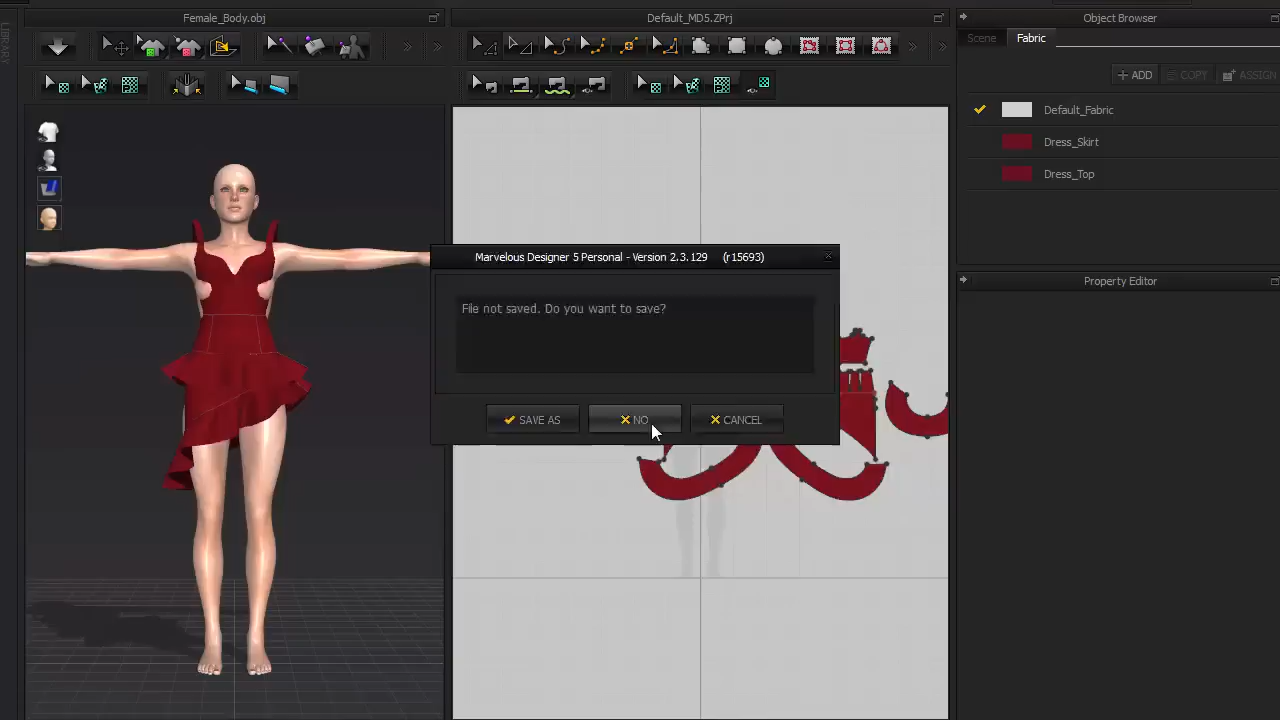 Female_Body.obj
Default_MD5.ZPrj
Object Browser
LIBRARY
Scene
Fabric
ADD
COPY
ASSIGN
Default_Fabric
Dress_Skirt
Dress_Top
Marvelous Designer 5 Personal - Version 2.3.129 (r15693)
File not saved. Do you want to save?
SAVE AS
NO
CANCEL
Property Editor